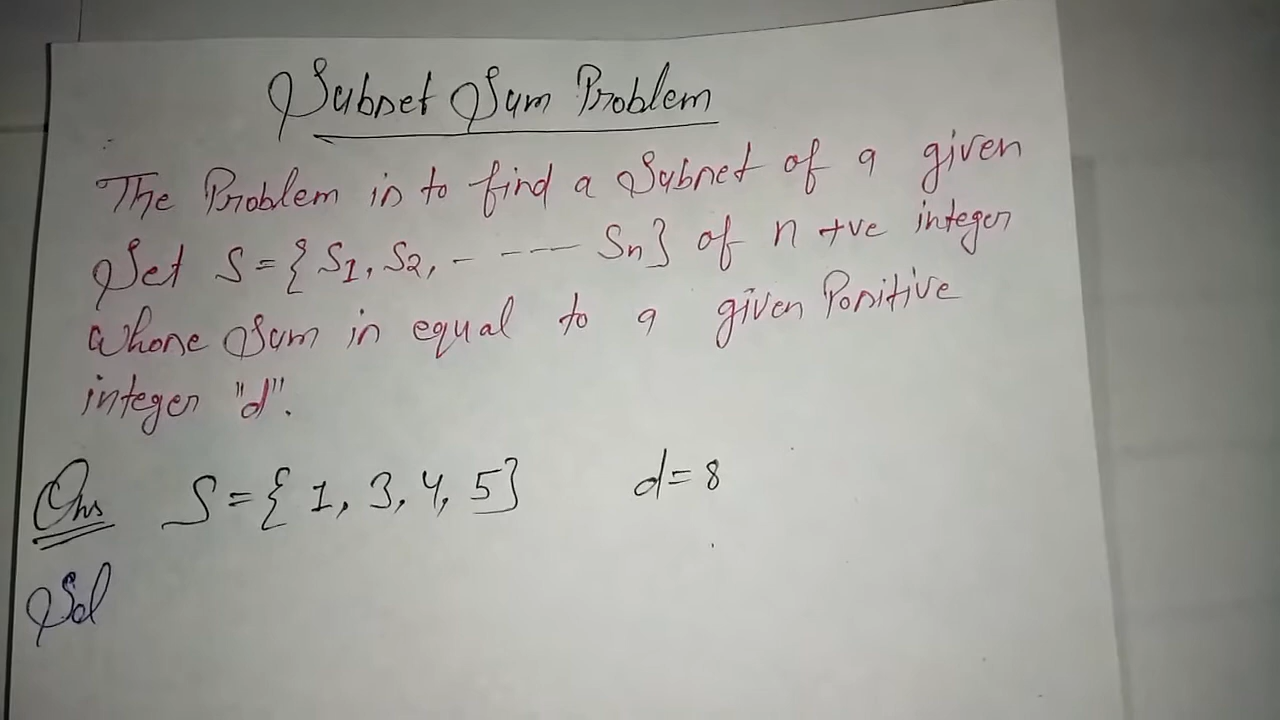 Subset Sum Problem
The Problem is to find a Subset of a given
Set S = { S1, S2, - - --- Sn} of n +ve integer
whose Sum is equal to a given Positive
integer "d".
Qns S = { 1, 3, 4, 5} d = 8
Sol